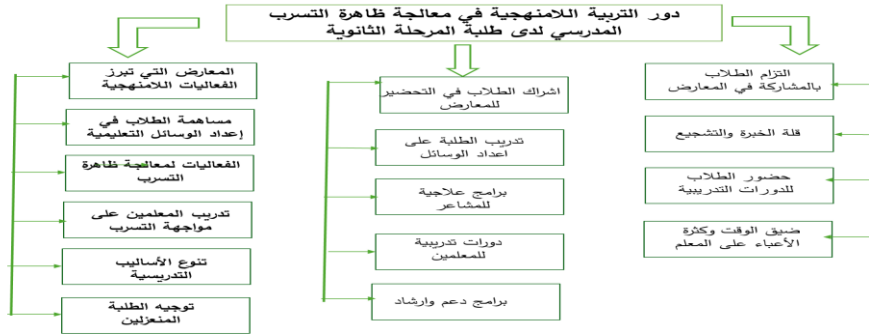 دور التربية اللامنهجية في معالجة ظاهرة التسرب
المدرسي لدى طلبة المرحلة الثانوية
التزام الطلاب
بالمشاركة في المعارض
قلة الخبرة والتشجيع
حضور الطلاب
للدورات التدريبية
ضيق الوقت وكثرة
الأعباء على المعلم
اشراك الطلاب في التحضير
للمعارض
تدريب الطلبة على
اعداد الوسائل
برامج علاجية
للمشاعر
دورات تدريبية
للمعلمين
برامج دعم وارشاد
المعارض التي تبرز
الفعاليات اللامنهجية
مساهمة الطلاب في
إعداد الوسائل التعليمية
الفعاليات لمعالجة ظاهرة
التسرب
تدريب المعلمين على
مواجهة التسرب
تنوع الأساليب
التدريسية
توجيه الطلبة
المنعزلين